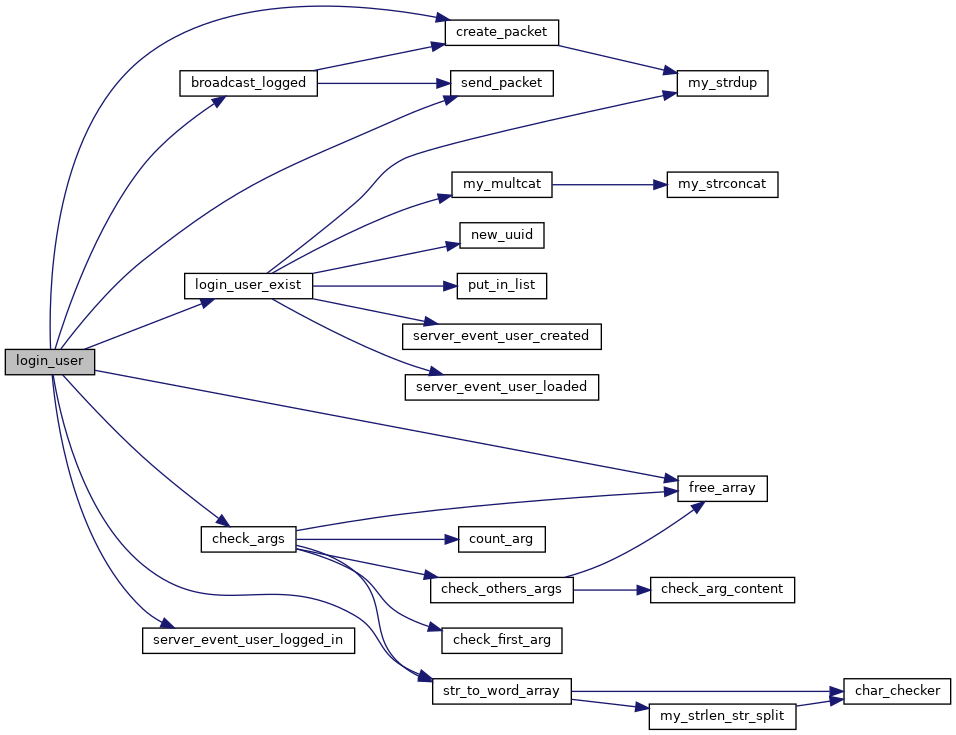 create_packet
broadcast_logged
send_packet
my_strdup
my_multcat
my_strconcat
new_uuid
login_user_exist
put_in_list
server_event_user_created
login_user
server_event_user_loaded
free_array
check_args
count_arg
check_others_args
check_arg_content
server_event_user_logged_in
check_first_arg
str_to_word_array
char_checker
my_strlen_str_split